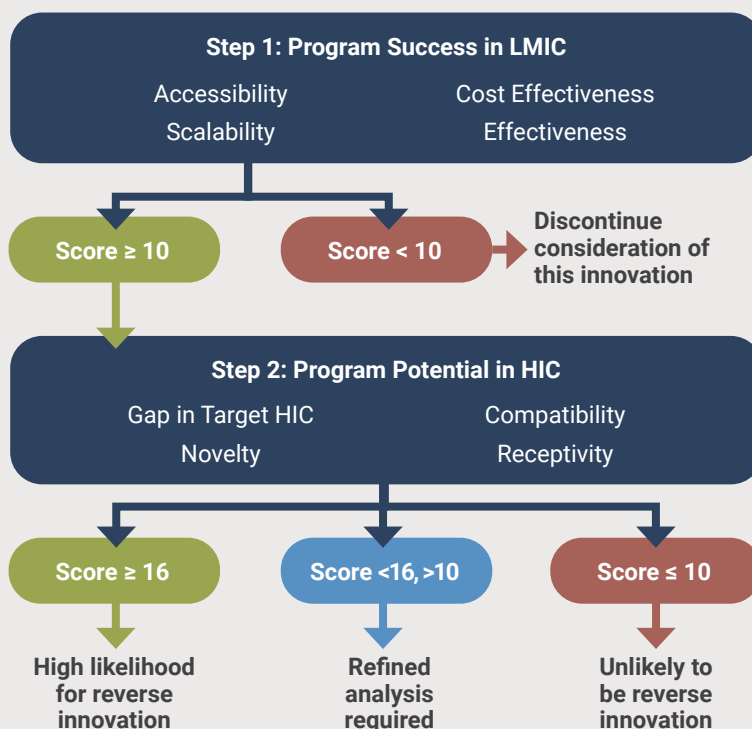 Step 1: Program Success in LMIC
Accessibility
Cost Effectiveness
Scalability
Effectiveness
Score ≥ 10
Score < 10
Discontinue
consideration of
this innovation
Step 2: Program Potential in HIC
Gap in Target HIC
Compatibility
Novelty
Receptivity
Score ≥ 16
Score <16, >10
Score ≤ 10
High likelihood
for reverse
innovation
Refined
analysis
required
Unlikely to
be reverse
innovation